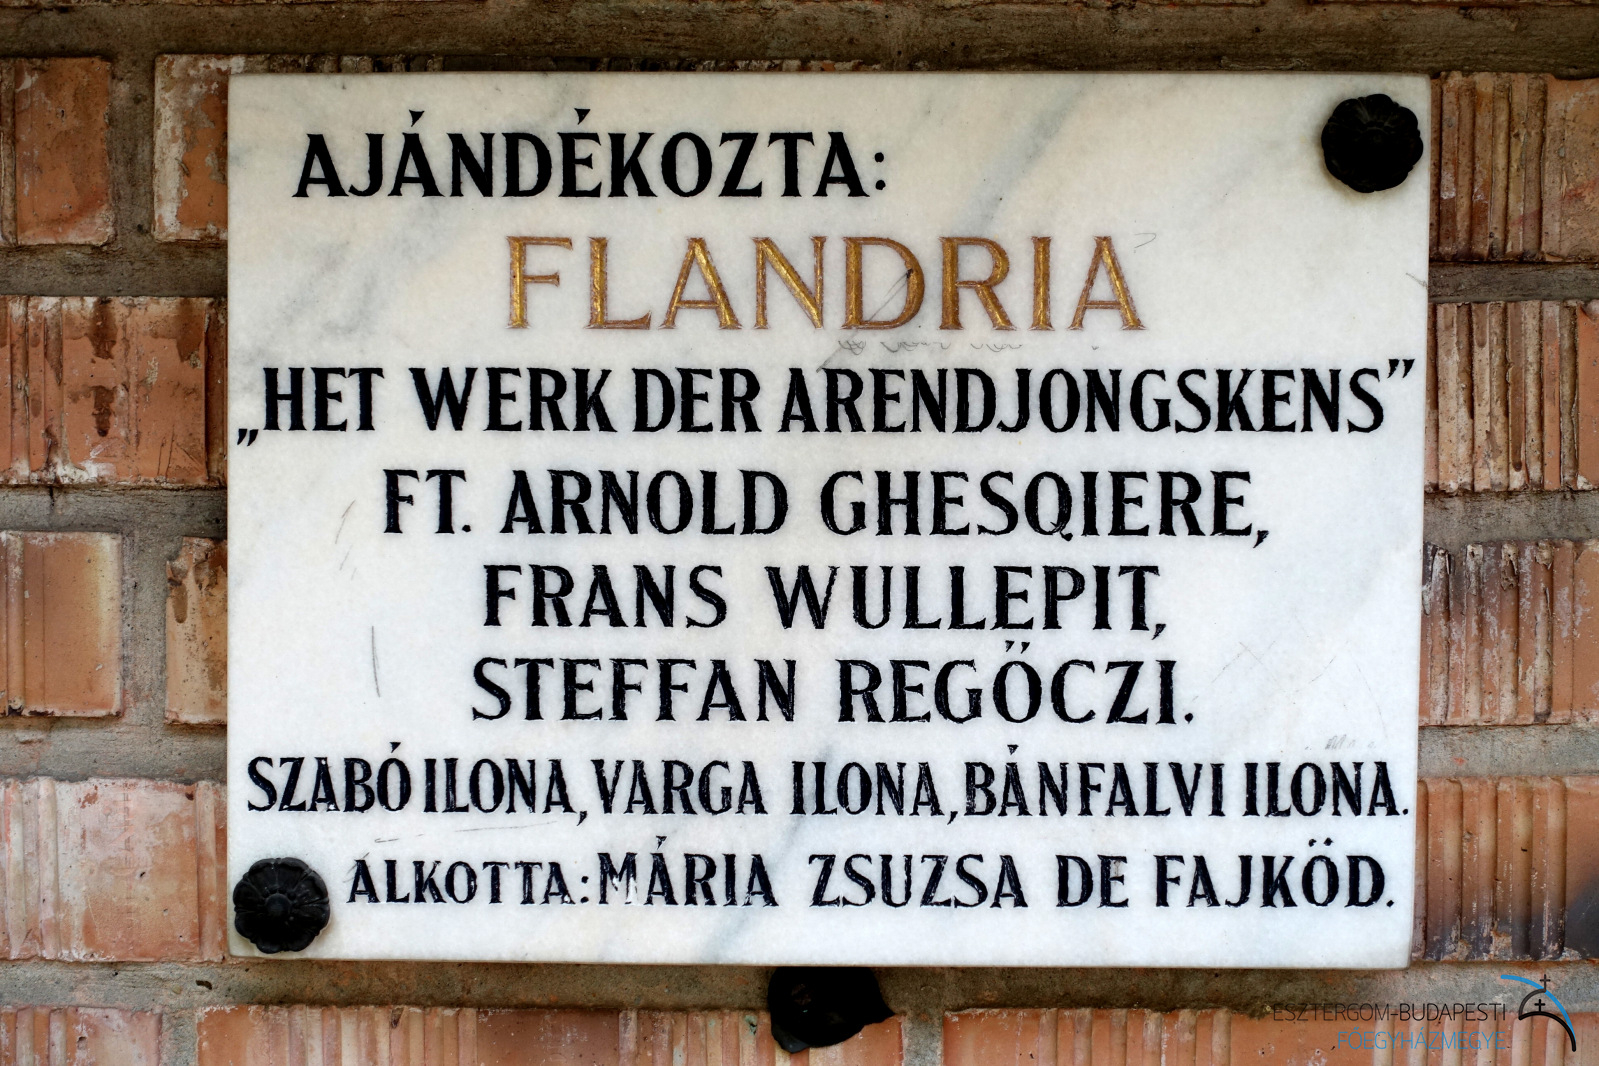 AJÁNDÉKOZTA:
FLANDRIA
„HET WERK DER ARENDJONGSKENS”
FT. ARNOLD GHESQIERE,
FRANS WULLEPIT,
STEFFAN REGŐCZI.
SZABÓ ILONA, VARGA ILONA, BÁNFALVI ILONA.
ALKOTTA: MÁRIA ZSUZSA DE FAJKÖD.
ESZTERGOM-BUDAPESTI
FŐEGYHÁZMEGYE